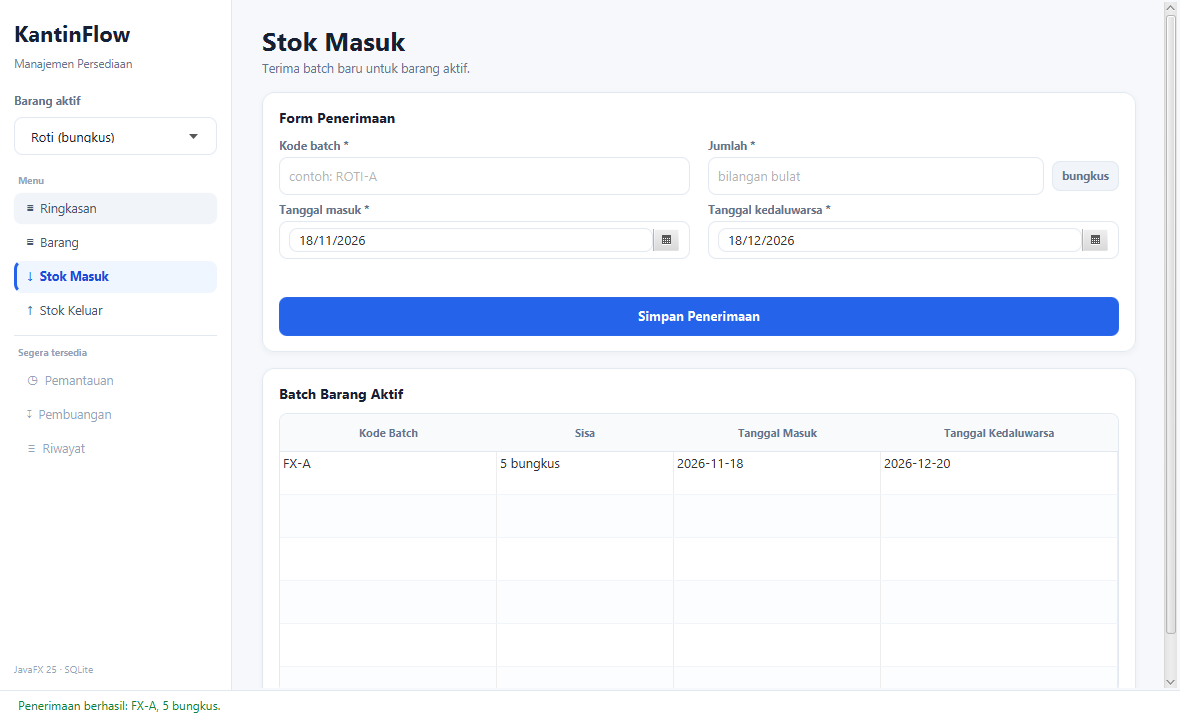 KantinFlow
Manajemen Persediaan
Barang aktif
Roti (bungkus)
Menu
≡ Ringkasan
≡ Barang
↓ Stok Masuk
↑ Stok Keluar
Segera tersedia
◷ Pemantauan
↧ Pembuangan
☰ Riwayat
JavaFX 25 · SQLite
Stok Masuk
Terima batch baru untuk barang aktif.
Form Penerimaan
Kode batch * Jumlah *
contoh: ROTI-A bilangan bulat bungkus
Tanggal masuk * Tanggal kedaluwarsa *
18/11/2026 18/12/2026
Simpan Penerimaan
Batch Barang Aktif
Kode Batch Sisa Tanggal Masuk Tanggal Kedaluwarsa
FX-A 5 bungkus 2026-11-18 2026-12-20
Penerimaan berhasil: FX-A, 5 bungkus.